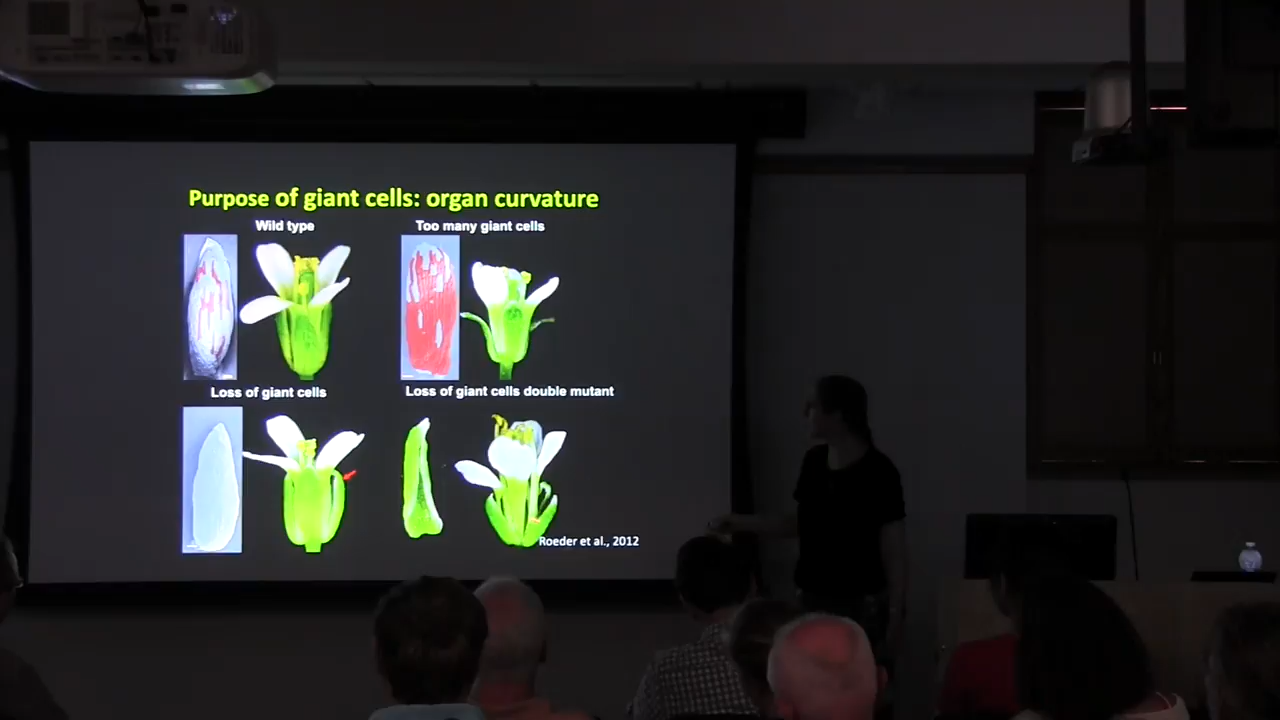 Purpose of giant cells: organ curvature
Wild type
Too many giant cells
Loss of giant cells
Loss of giant cells double mutant
Roeder et al., 2012